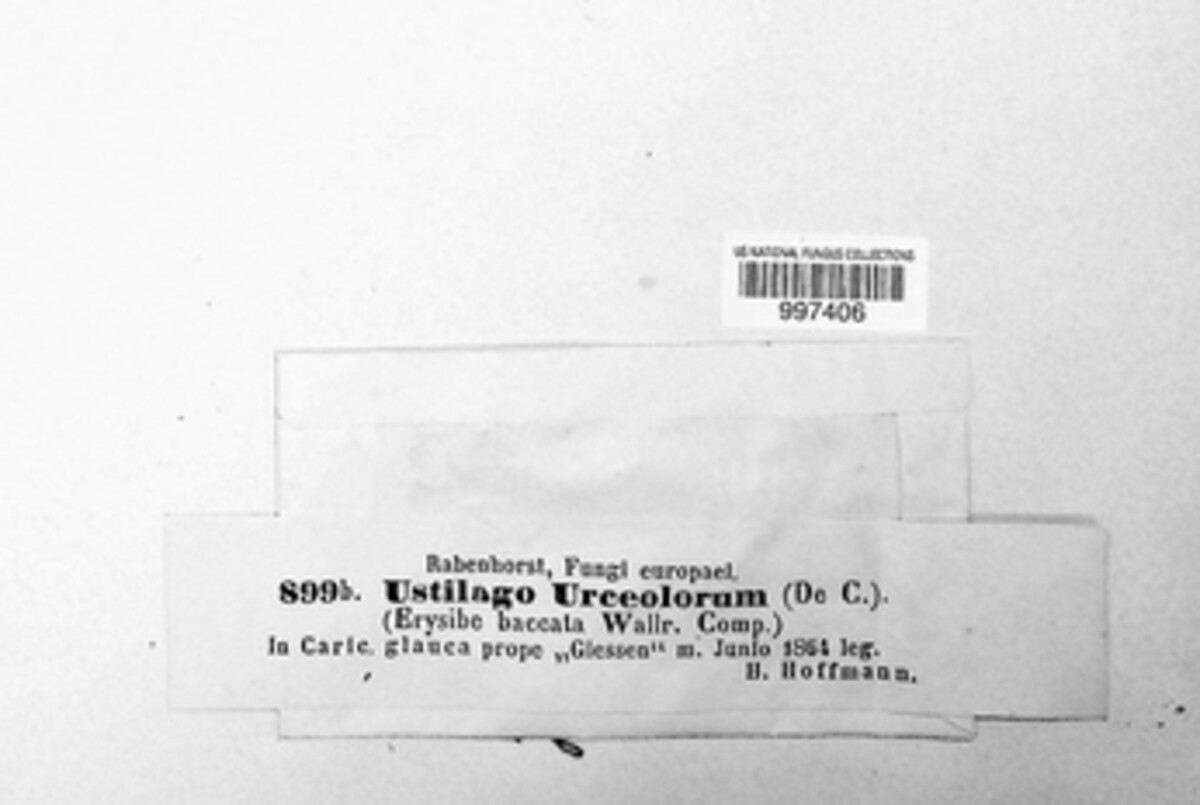 US NATIONAL FUNGUS COLLECTIONS
997406
Rabenhorst, Fungi europaei.
899b. Ustilago Urceolorum (De C.).
(Erysibe baccata Wallr. Comp.)
In Caric. glauca prope „Giessen“ m. Junio 1864 leg.
H. Hoffmann.